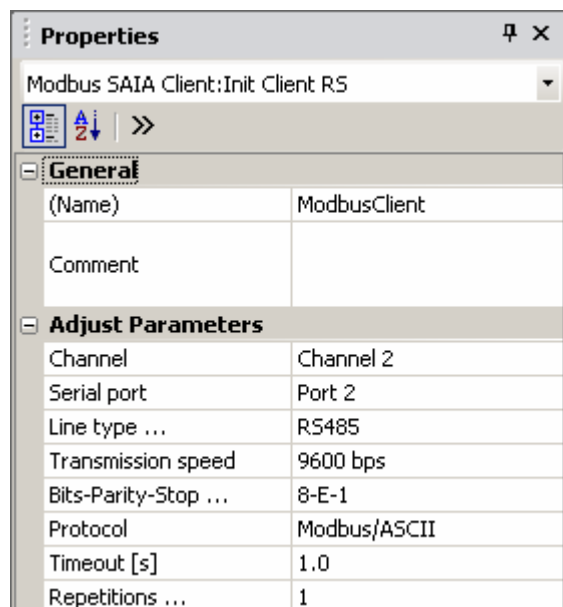 Properties
Modbus SAIA Client:Init Client RS
General
(Name) ModbusClient
Comment
Adjust Parameters
Channel Channel 2
Serial port Port 2
Line type ... RS485
Transmission speed 9600 bps
Bits-Parity-Stop ... 8-E-1
Protocol Modbus/ASCII
Timeout [s] 1.0
Repetitions ... 1